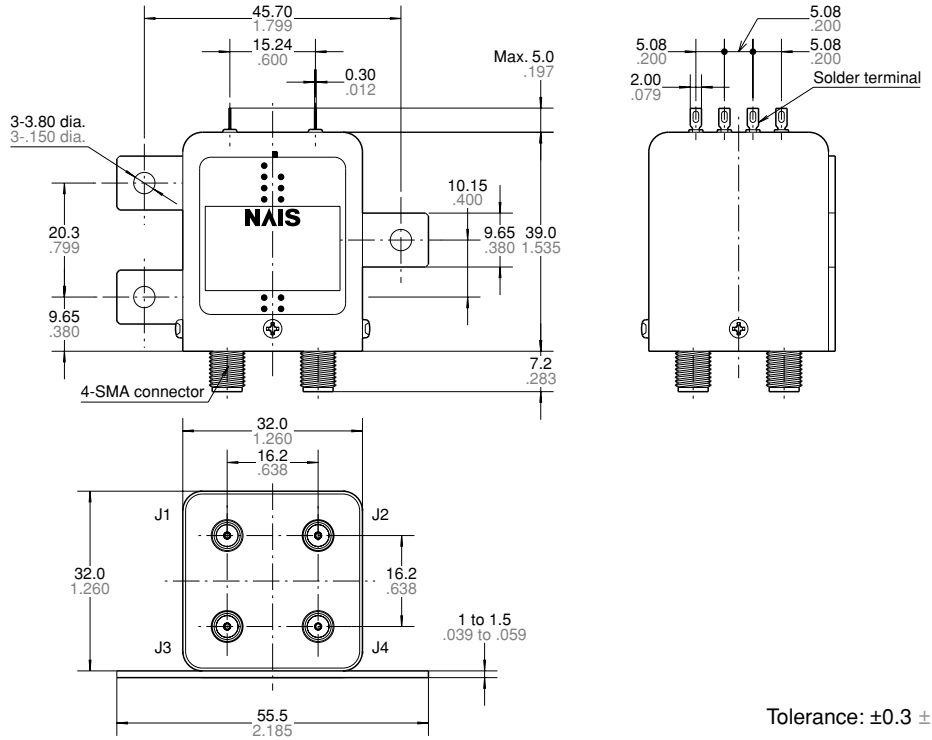 45.70
1.799
15.24
.600
0.30
.012
Max. 5.0
.197
3-3.80 dia.
3-.150 dia.
NAIS
20.3
.799
9.65
.380
10.15
.400
9.65
.380
39.0
1.535
7.2
.283
4-SMA connector
5.08
.200
5.08
.200
5.08
.200
2.00
.079
Solder terminal
32.0
1.260
16.2
.638
J1
J2
32.0
1.260
16.2
.638
J3
J4
1 to 1.5
.039 to .059
55.5
2.185
Tolerance: ±0.3 ±